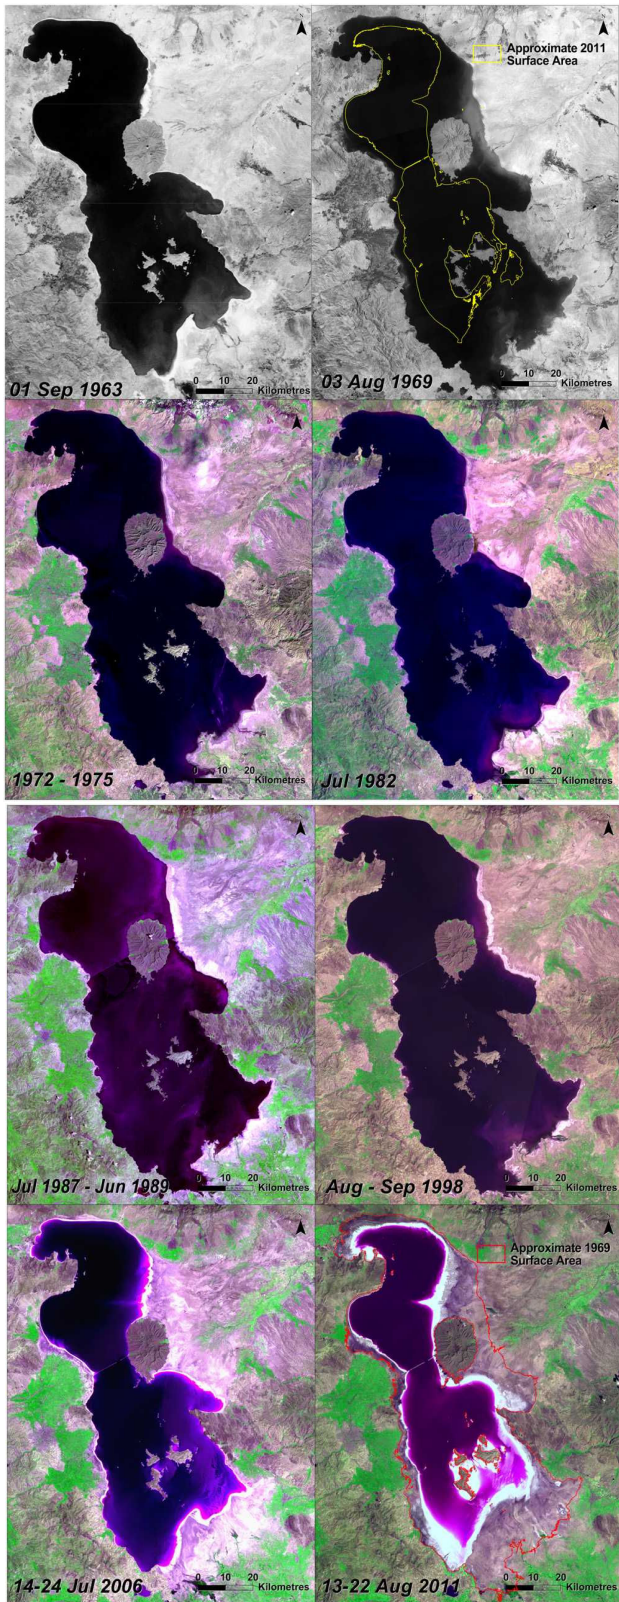 Approximate 2011
Surface Area
01 Sep 1963
0 10 20
Kilometres
03 Aug 1969
0 10 20
Kilometres
1972 - 1975
0 10 20
Kilometres
Jul 1982
0 10 20
Kilometres
Jul 1987 - Jun 1989
0 10 20
Kilometres
Aug - Sep 1998
0 10 20
Kilometres
Approximate 1969
Surface Area
14-24 Jul 2006
0 10 20
Kilometres
13-22 Aug 2011
0 10 20
Kilometres